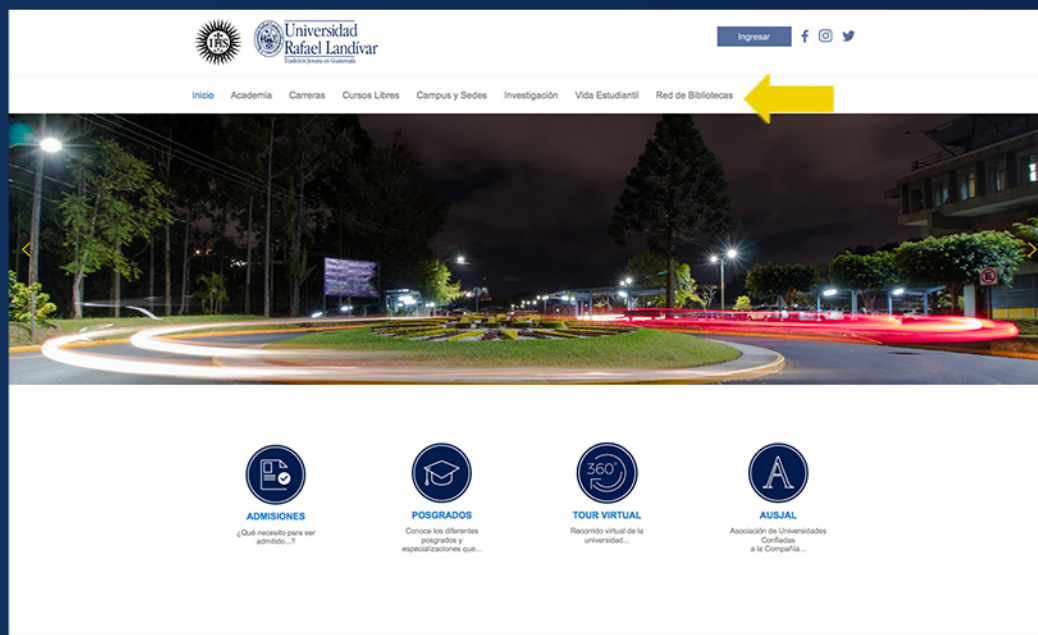 IHS
Universidad
Rafael Landívar
Tradición Jesuita en Guatemala
Ingresar
Inicio Academia Carreras Cursos Libres Campus y Sedes Investigación Vida Estudiantil Red de Bibliotecas
360°
A
ADMISIONES
¿Qué necesito para ser
admitido...?
POSGRADOS
Conoce los diferentes
posgrados y
especializaciones que...
TOUR VIRTUAL
Recorrido virtual de la
universidad...
AUSJAL
Asociación de Universidades
Confiadas
a la Compañía...